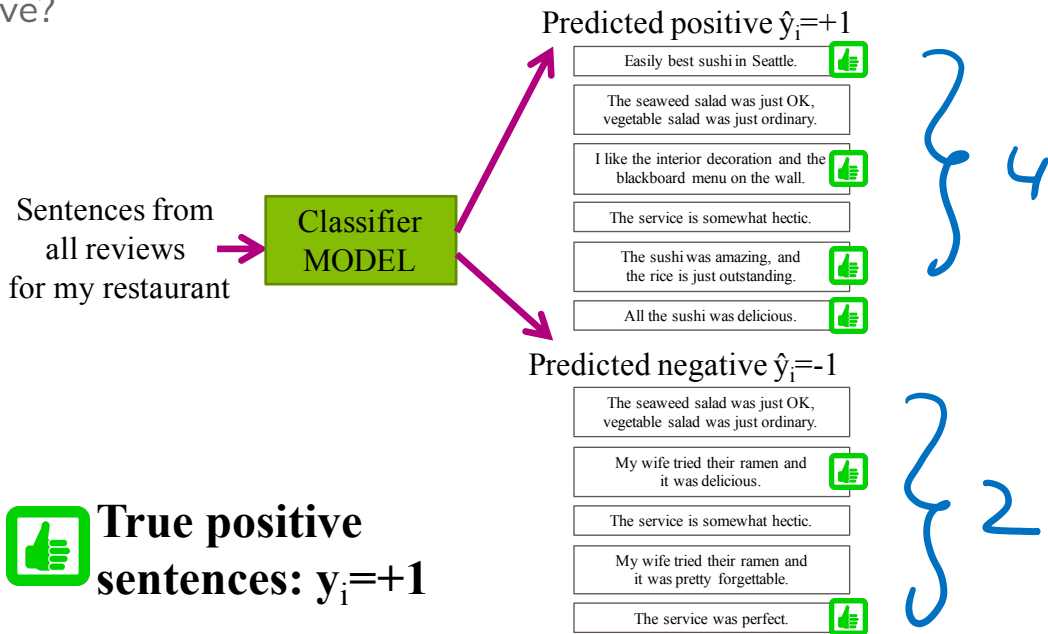 ve?
Predicted positive ŷi=+1
Easily best sushi in Seattle.
The seaweed salad was just OK,
vegetable salad was just ordinary.
I like the interior decoration and the
blackboard menu on the wall.
The service is somewhat hectic.
The sushi was amazing, and
the rice is just outstanding.
All the sushi was delicious.
4
Sentences from
all reviews
for my restaurant
Classifier
MODEL
Predicted negative ŷi=-1
The seaweed salad was just OK,
vegetable salad was just ordinary.
My wife tried their ramen and
it was delicious.
The service is somewhat hectic.
My wife tried their ramen and
it was pretty forgettable.
The service was perfect.
2
True positive
sentences: yi=+1